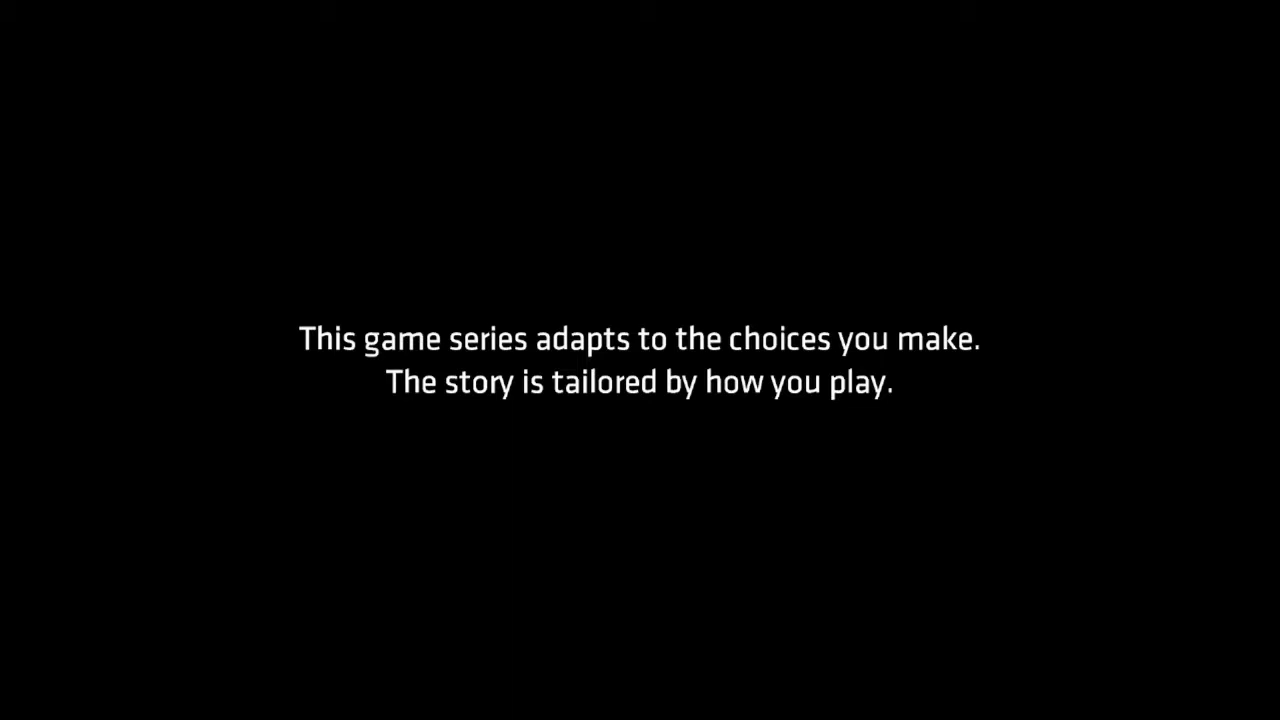 This game series adapts to the choices you make.
The story is tailored by how you play.